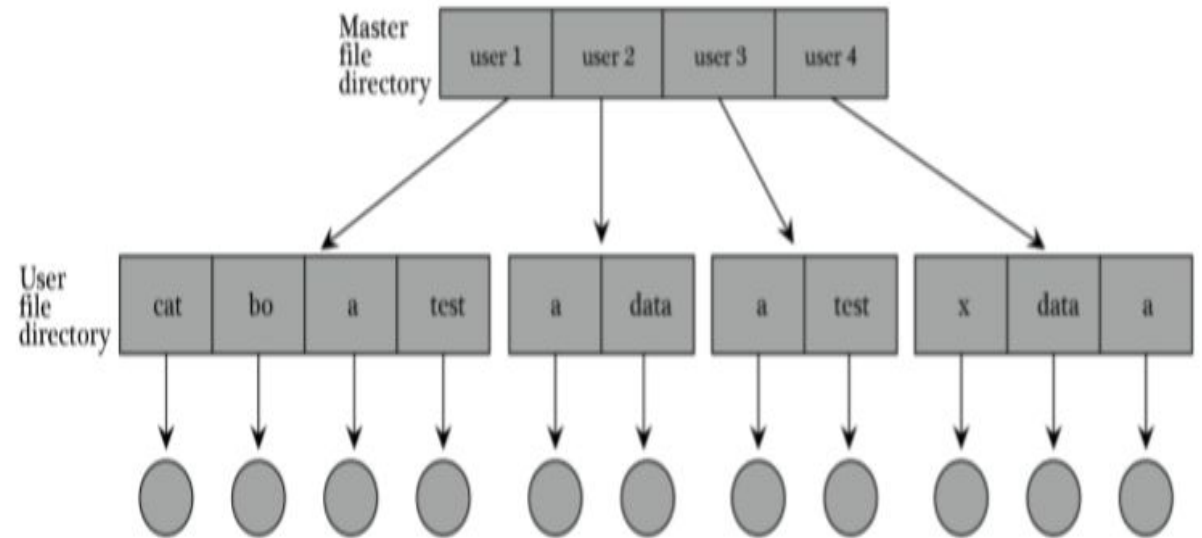 Master
file
directory
user 1 user 2 user 3 user 4
User
file
directory
cat bo a test a data a test x data a